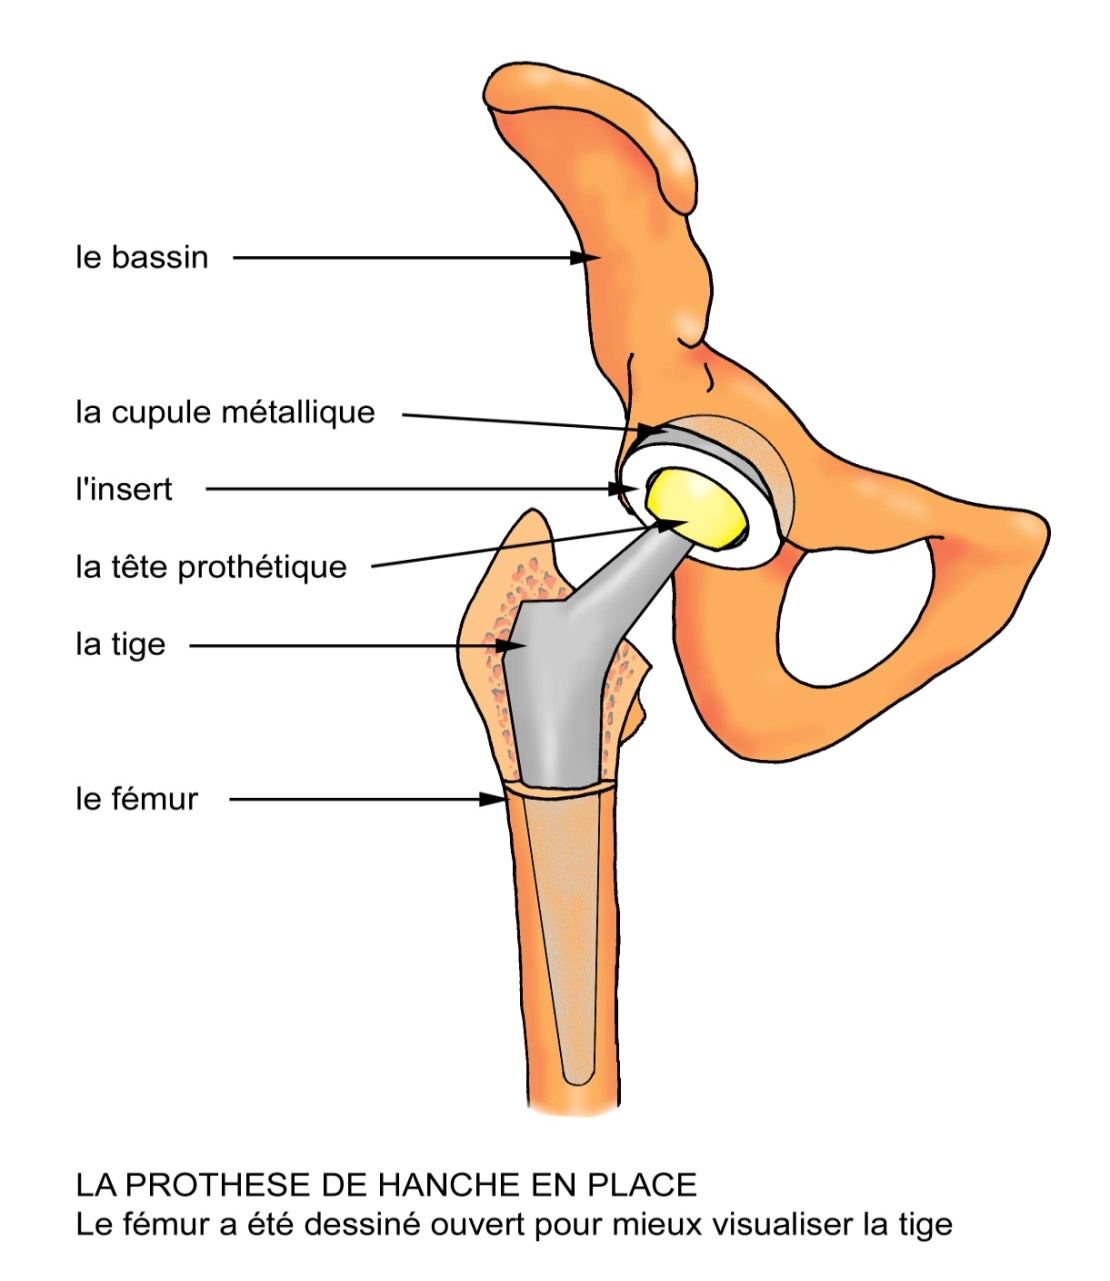 le bassin
la cupule métallique
l'insert
la tête prothétique
la tige
le fémur
LA PROTHESE DE HANCHE EN PLACE
Le fémur a été dessiné ouvert pour mieux visualiser la tige